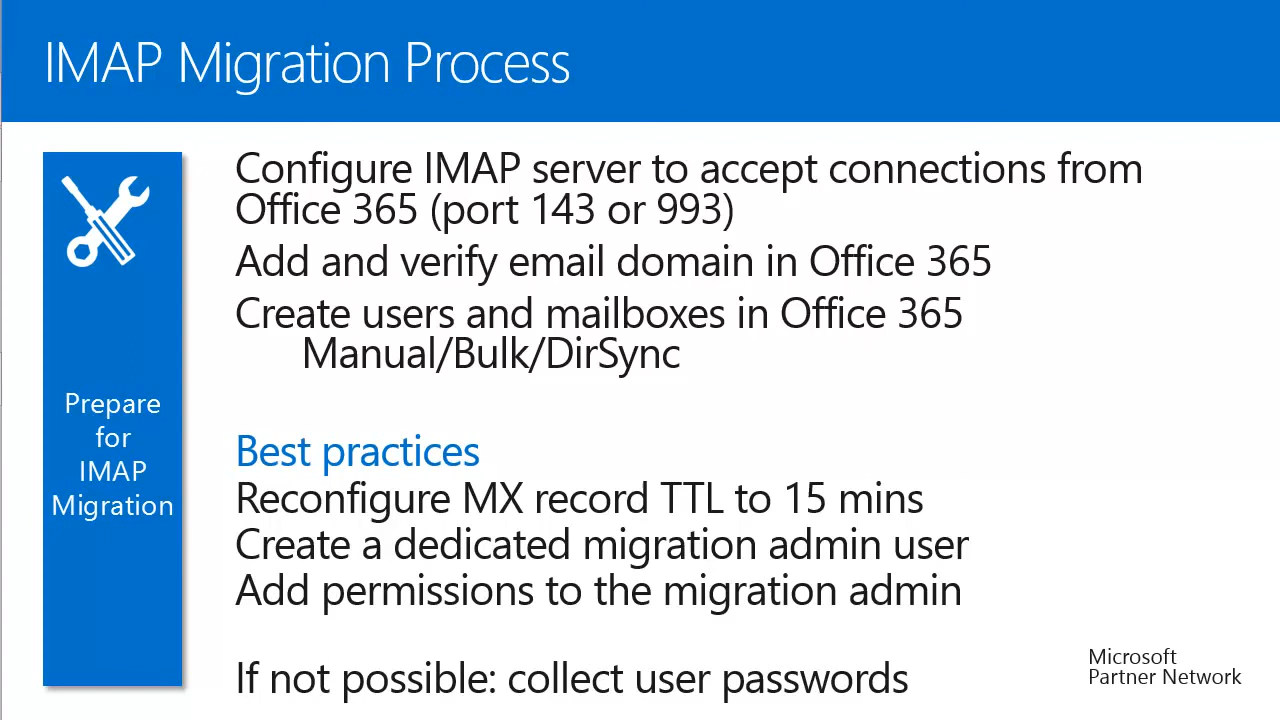 IMAP Migration Process
Prepare
for
IMAP
Migration
Configure IMAP server to accept connections from
Office 365 (port 143 or 993)
Add and verify email domain in Office 365
Create users and mailboxes in Office 365
Manual/Bulk/DirSync
Best practices
Reconfigure MX record TTL to 15 mins
Create a dedicated migration admin user
Add permissions to the migration admin
If not possible: collect user passwords
Microsoft
Partner Network